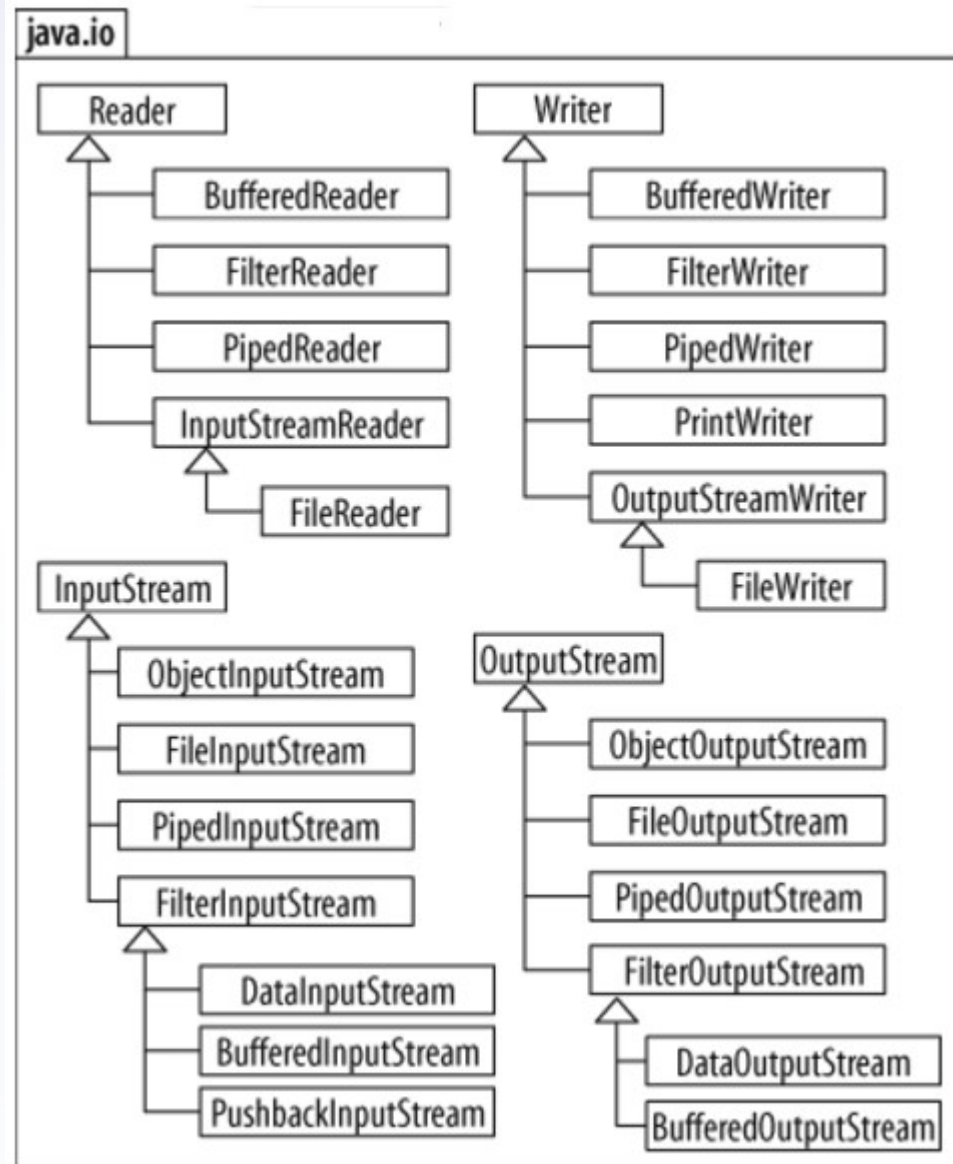 java.io
Reader
BufferedReader
FilterReader
PipedReader
InputStreamReader
FileReader
Writer
BufferedWriter
FilterWriter
PipedWriter
PrintWriter
OutputStreamWriter
FileWriter
InputStream
ObjectInputStream
FileInputStream
PipedInputStream
FilterInputStream
DataInputStream
BufferedInputStream
PushbackInputStream
OutputStream
ObjectOutputStream
FileOutputStream
PipedOutputStream
FilterOutputStream
DataOutputStream
BufferedOutputStream